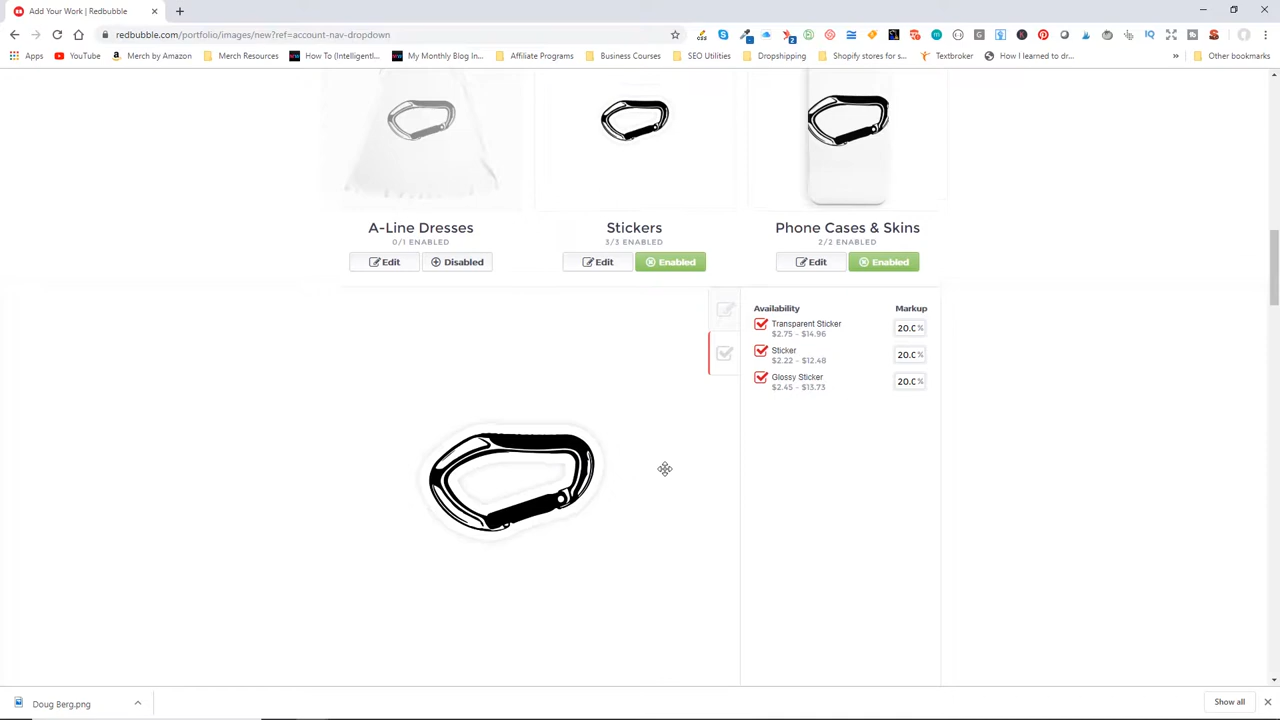 Add Your Work | Redbubble
redbubble.com/portfolio/images/new?ref=account-nav-dropdown
Apps YouTube Merch by Amazon Merch Resources How To (Intelligentl... My Monthly Blog In... Affiliate Programs Business Courses SEO Utilities Dropshipping Shopify stores for s... Textbroker How I learned to dr... » Other bookmarks
A-Line Dresses Stickers Phone Cases & Skins
0/1 ENABLED 3/3 ENABLED 2/2 ENABLED
Edit Disabled Edit Enabled Edit Enabled
Availability Markup
Transparent Sticker 20.0 %
$2.75 – $14.96
Sticker 20.0 %
$2.22 – $12.48
Glossy Sticker 20.0 %
$2.45 – $13.73
Doug Berg.png Show all